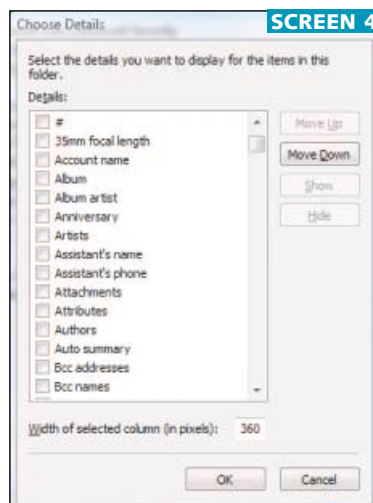 Choose Details
SCREEN 4
Select the details you want to display for the items in this
folder.
Details:
#
35mm focal length
Account name
Album
Album artist
Anniversary
Artists
Assistant's name
Assistant's phone
Attachments
Attributes
Authors
Auto summary
Bcc addresses
Bcc names
Move Up
Move Down
Show
Hide
Width of selected column (in pixels): 360
OK
Cancel